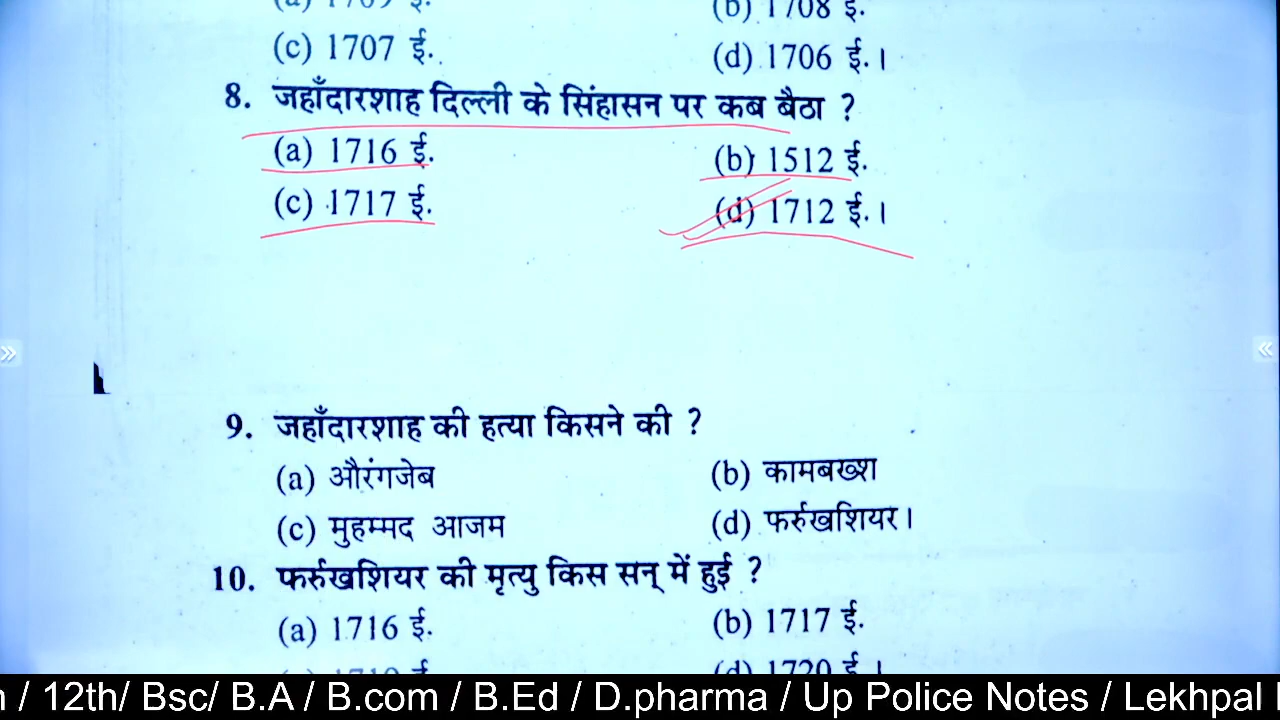 (b) 1708 ई.
(c) 1707 ई.
(d) 1706 ई.।
8. जहाँदारशाह दिल्ली के सिंहासन पर कब बैठा ?
(a) 1716 ई.
(b) 1512 ई.
(c) 1717 ई.
(d) 1712 ई.।
9. जहाँदारशाह की हत्या किसने की ?
(a) औरंगजेब
(b) कामबख्श
(c) मुहम्मद आजम
(d) फर्रुखशियर।
10. फर्रुखशियर की मृत्यु किस सन् में हुई ?
(a) 1716 ई.
(b) 1717 ई.
(d) 1720 ई.।
/ 12th/ Bsc/ B.A / B.com / B.Ed / D.pharma / Up Police Notes / Lekhpal